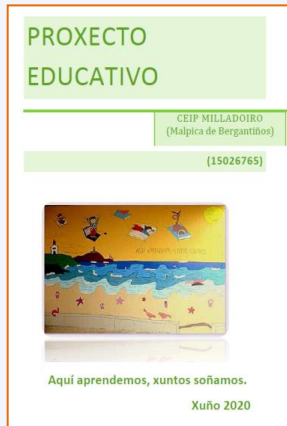 PROXECTO
EDUCATIVO
CEIP MILLADOIRO
(Malpica de Bergantiños)
(15026765)
Aquí aprendemos, xuntos soñamos.
Xuño 2020